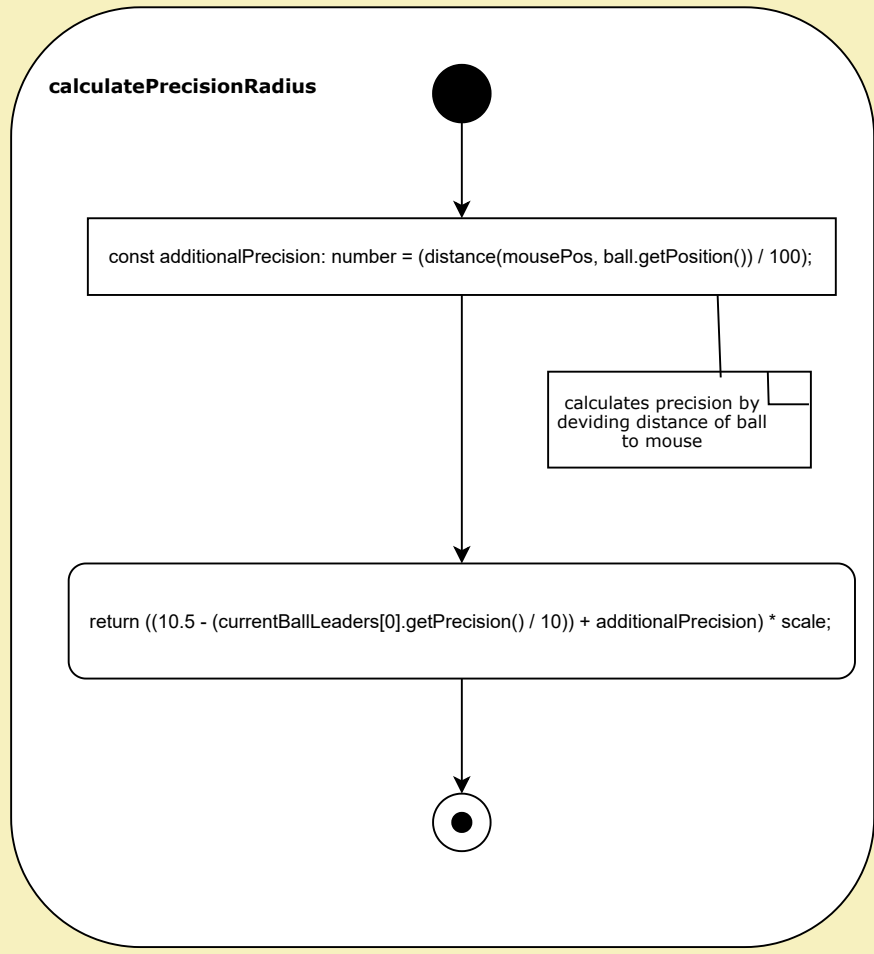 calculatePrecisionRadius
const additionalPrecision: number = (distance(mousePos, ball.getPosition()) / 100);
calculates precision by
deviding distance of ball
to mouse
return ((10.5 - (currentBallLeaders[0].getPrecision() / 10)) + additionalPrecision) * scale;